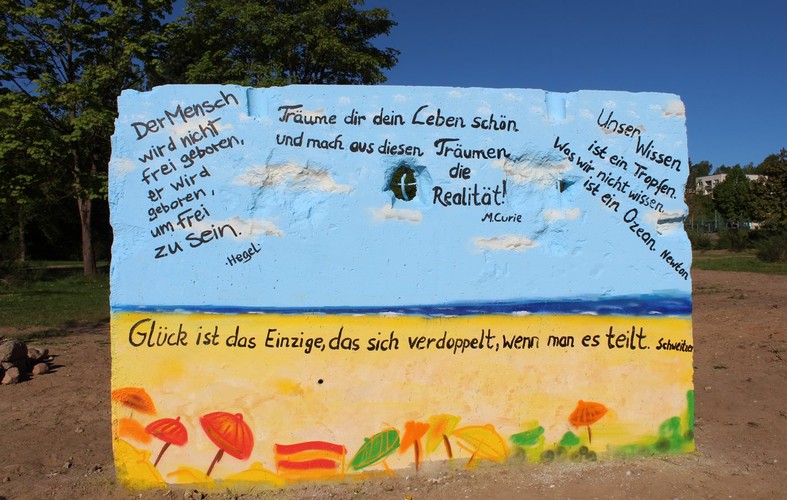 Der Mensch
wird nicht
frei geboren,
er wird
geboren,
um frei
zu sein.
.Hegel.
Träume dir dein Leben schön
und mach aus diesen Träumen
die
Realität!
M.Curie
Unser Wissen
ist ein Tropfen.
Was wir nicht wissen,
ist ein Ozean.
Newton
Glück ist das Einzige, das sich verdoppelt, wenn man es teilt. Schweitzer